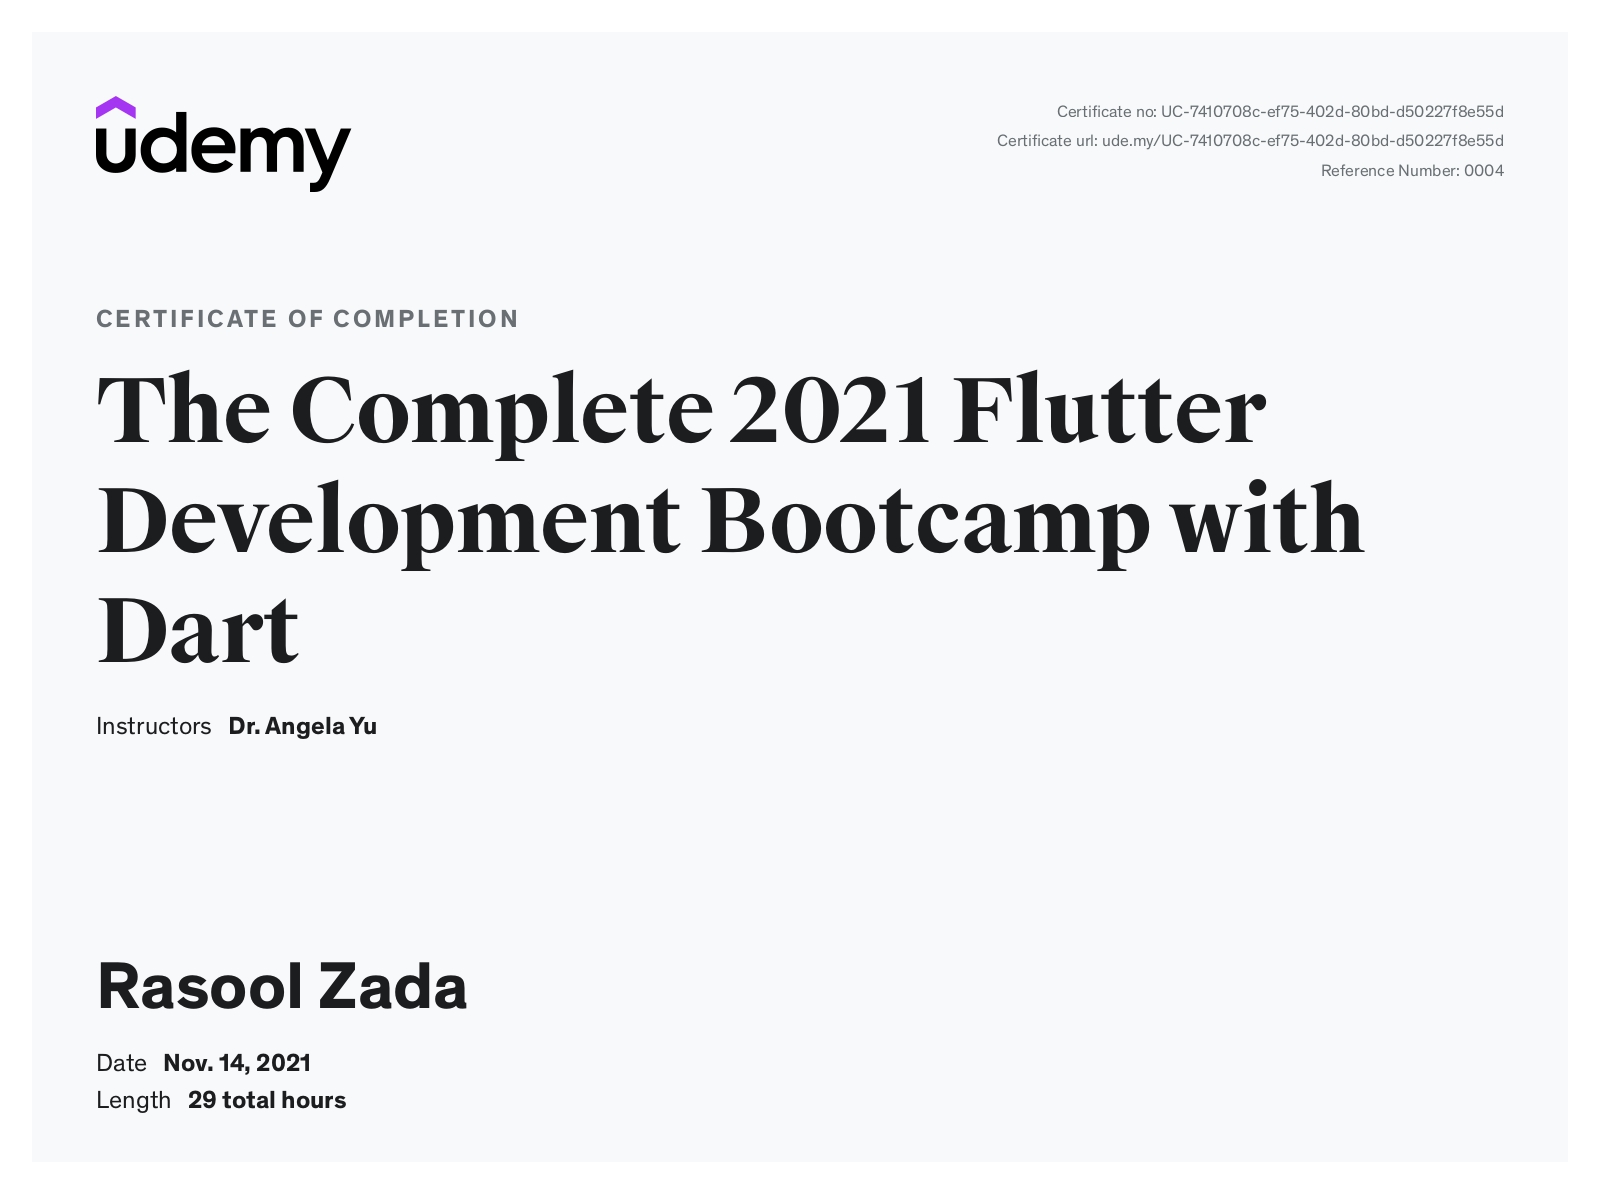 udemy
Certificate no: UC-7410708c-ef75-402d-80bd-d50227f8e55d
Certificate url: ude.my/UC-7410708c-ef75-402d-80bd-d50227f8e55d
Reference Number: 0004
CERTIFICATE OF COMPLETION
The Complete 2021 Flutter
Development Bootcamp with
Dart
Instructors Dr. Angela Yu
Rasool Zada
Date Nov. 14, 2021
Length 29 total hours